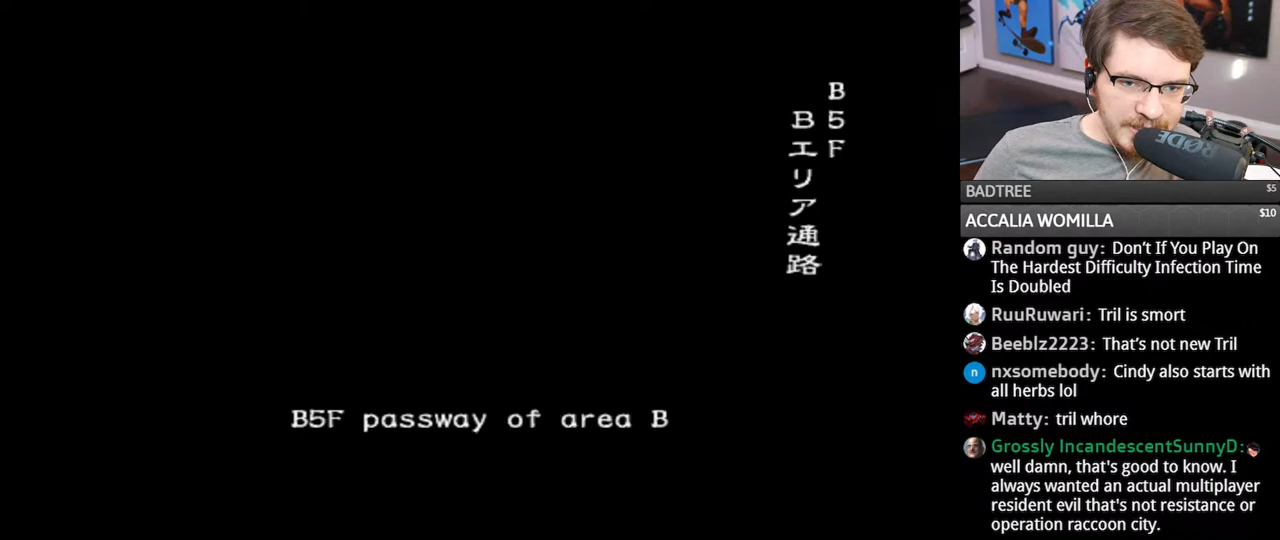 B5F
Bエリア通路
B5F passway of area B
RØDE
BADTREE
$5
ACCALIA WOMILLA
$10
Random guy: Don't If You Play On
The Hardest Difficulty Infection Time
Is Doubled
RuuRuwari: Tril is smort
Beeblz2223: That's not new Tril
n
nxsomebody: Cindy also starts with
all herbs lol
Matty: tril whore
Grossly IncandescentSunnyD:
well damn, that's good to know. I
always wanted an actual multiplayer
resident evil that's not resistance or
operation raccoon city.